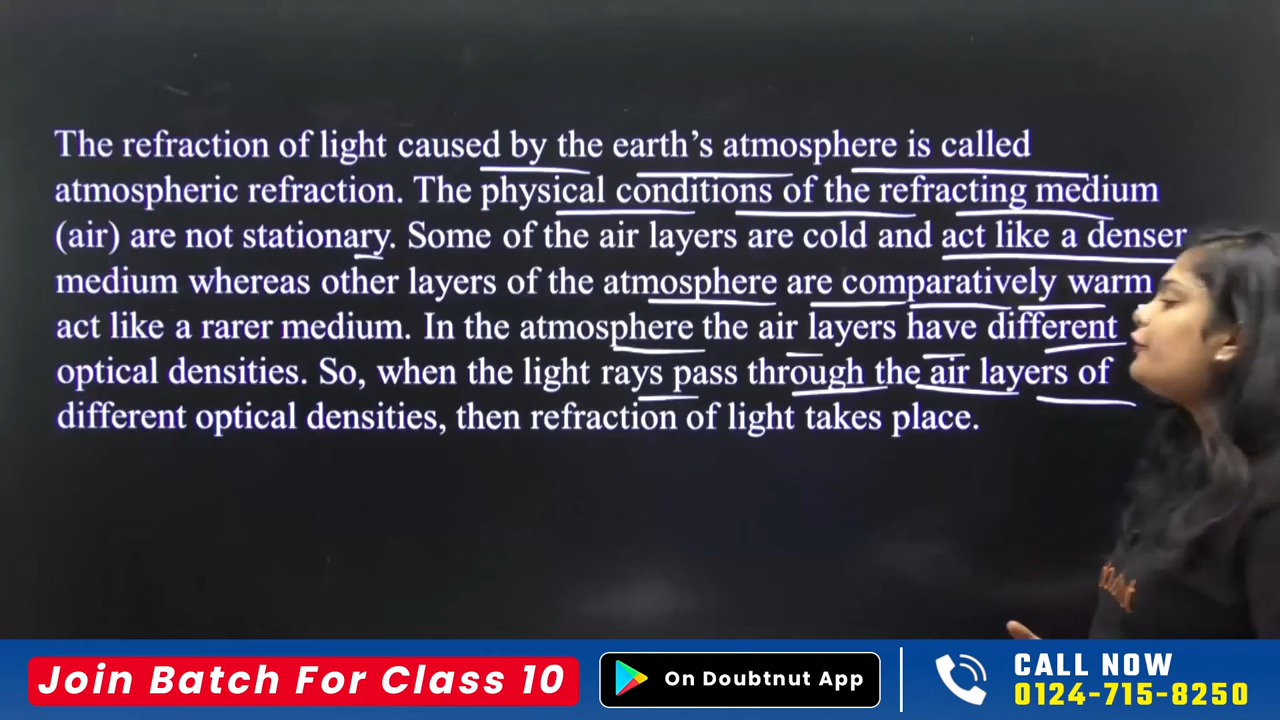 The refraction of light caused by the earth’s atmosphere is called
atmospheric refraction. The physical conditions of the refracting medium
(air) are not stationary. Some of the air layers are cold and act like a denser
medium whereas other layers of the atmosphere are comparatively warm
act like a rarer medium. In the atmosphere the air layers have different
optical densities. So, when the light rays pass through the air layers of
different optical densities, then refraction of light takes place.
Join Batch For Class 10
On Doubtnut App
CALL NOW
0124-715-8250